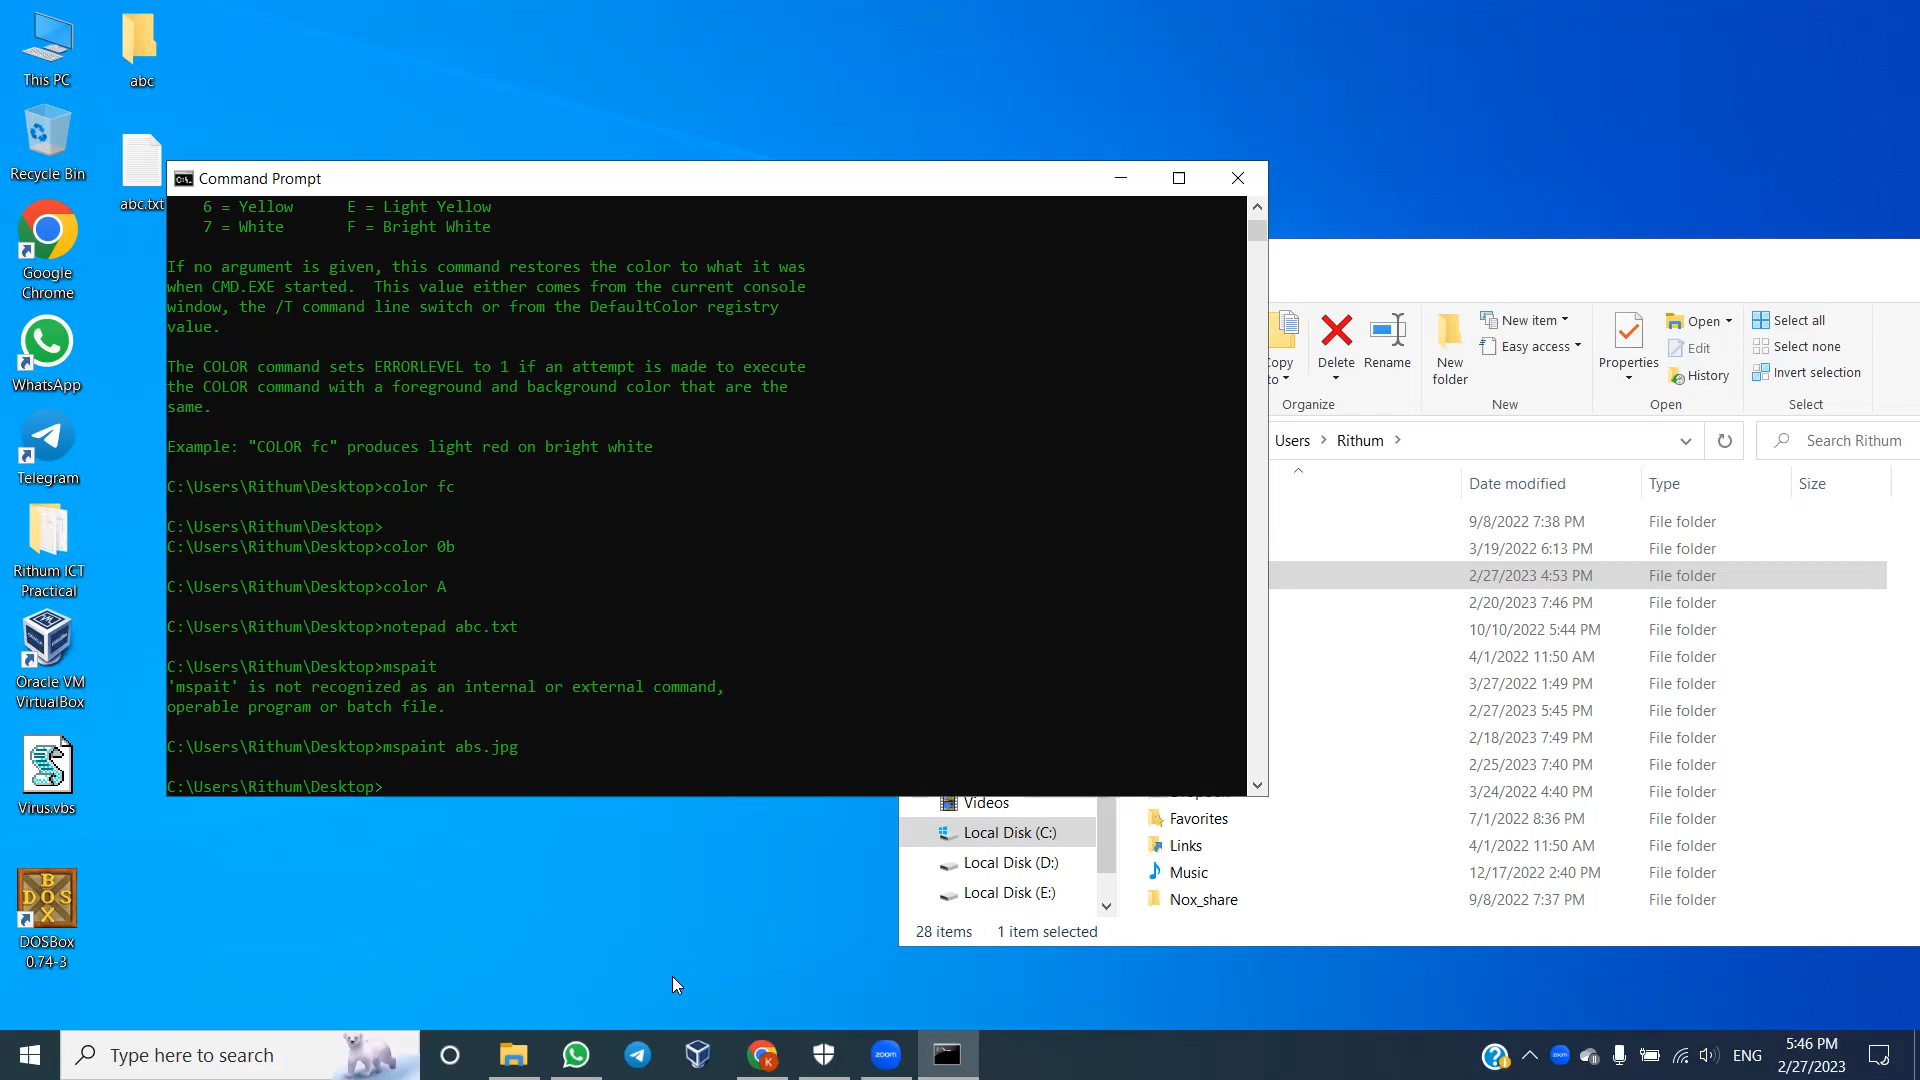 This PC
abc
Recycle Bin
abc.txt
Google
Chrome
WhatsApp
Telegram
Rithum ICT
Practical
Oracle VM
VirtualBox
Virus.vbs
DOSBox
0.74-3
Command Prompt
6 = Yellow      E = Light Yellow
7 = White       F = Bright White
If no argument is given, this command restores the color to what it was
when CMD.EXE started.  This value either comes from the current console
window, the /T command line switch or from the DefaultColor registry
value.
The COLOR command sets ERRORLEVEL to 1 if an attempt is made to execute
the COLOR command with a foreground and background color that are the
same.
Example: "COLOR fc" produces light red on bright white
C:\Users\Rithum\Desktop>color fc
C:\Users\Rithum\Desktop>
C:\Users\Rithum\Desktop>color 0b
C:\Users\Rithum\Desktop>color A
C:\Users\Rithum\Desktop>notepad abc.txt
C:\Users\Rithum\Desktop>mspait
'mspait' is not recognized as an internal or external command,
operable program or batch file.
C:\Users\Rithum\Desktop>mspaint abs.jpg
C:\Users\Rithum\Desktop>
to
Delete
Rename
New
folder
New item
Easy access
Properties
Open
Edit
History
Select all
Select none
Invert selection
Organize
New
Open
Select
Users
Rithum
Search Rithum
Date modified
Type
Size
9/8/2022 7:38 PM File folder
3/19/2022 6:13 PM File folder
2/27/2023 4:53 PM File folder
2/20/2023 7:46 PM File folder
10/10/2022 5:44 PM File folder
4/1/2022 11:50 AM File folder
3/27/2022 1:49 PM File folder
2/27/2023 5:45 PM File folder
2/18/2023 7:49 PM File folder
2/25/2023 7:40 PM File folder
3/24/2022 4:40 PM File folder
Favorites 7/1/2022 8:36 PM File folder
Links 4/1/2022 11:50 AM File folder
Music 12/17/2022 2:40 PM File folder
Nox_share 9/8/2022 7:37 PM File folder
Videos
Local Disk (C:)
Local Disk (D:)
Local Disk (E:)
28 items
1 item selected
Type here to search
zoom
ENG
5:46 PM
2/27/2023